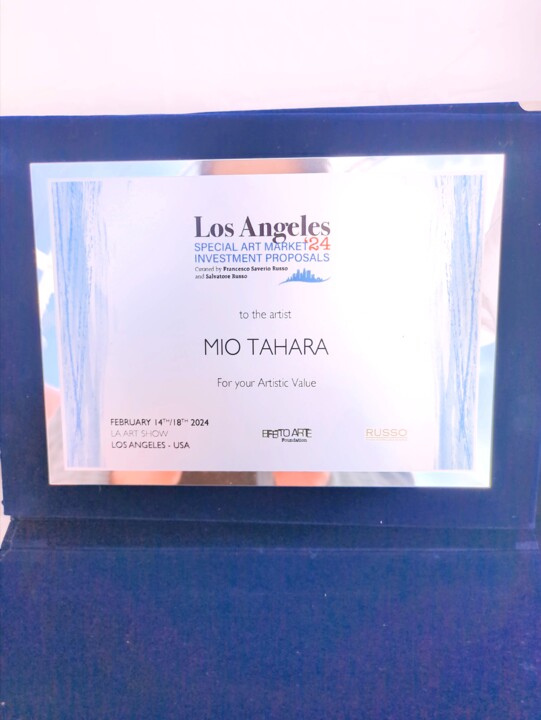 Los Angeles
SPECIAL ART MARKET '24
INVESTMENT PROPOSALS
Curated by Francesco Saverio Russo
and Salvatore Russo
to the artist
MIO TAHARA
For your Artistic Value
FEBRUARY 14TH/18TH 2024
LA ART SHOW
LOS ANGELES - USA
EFFETTO ARTE
Foundation
RUSSO